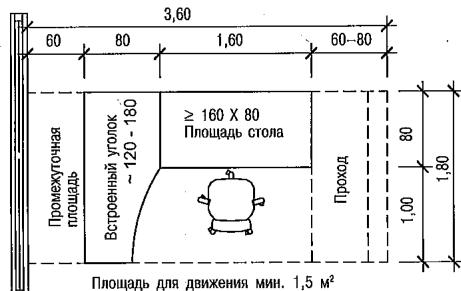 3,60
60
80
1,60
60–80
Промежуточная
площадь
Встроенный уголок
~ 120 - 180
≥ 160 X 80
Площадь стола
Проход
80
1,00
1,80
Площадь для движения мин. 1,5 м²